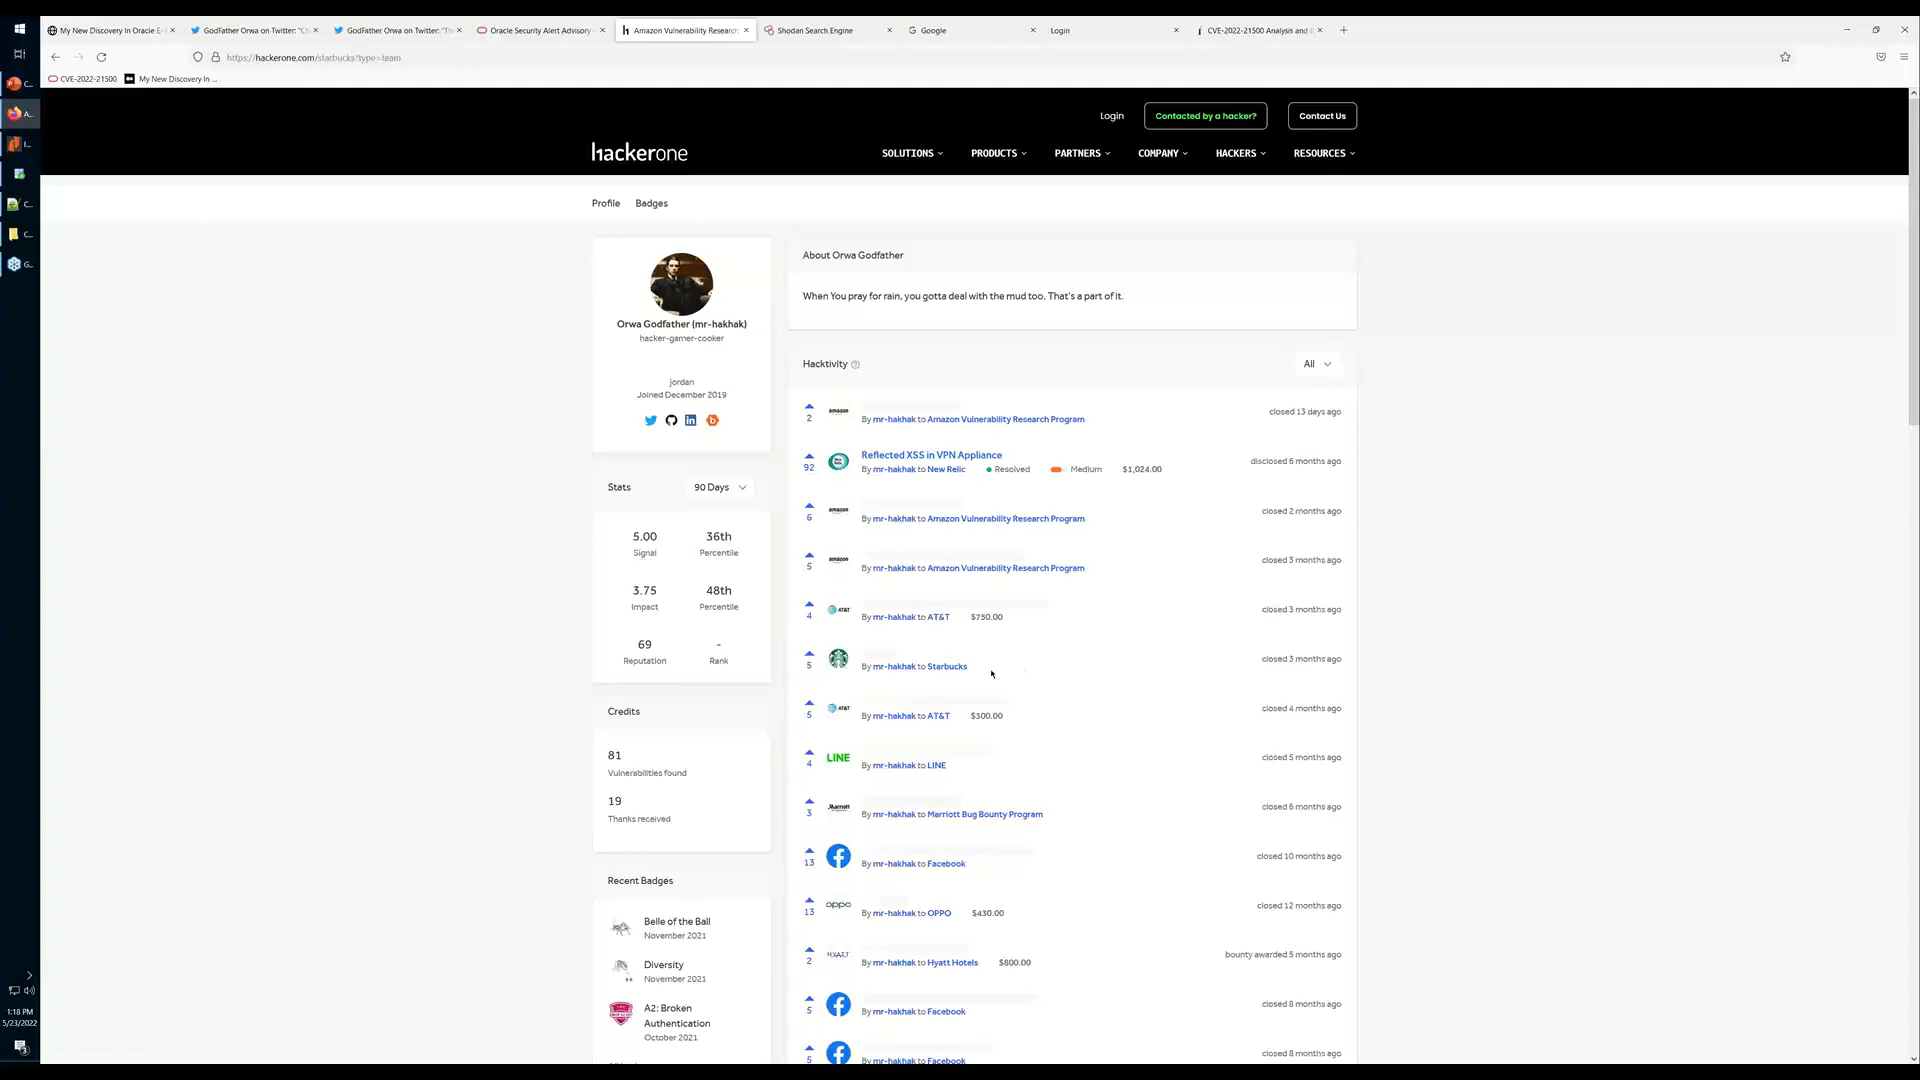 My New Discovery In Oracle E-
GodFather Orwa on Twitter: "C
GodFather Orwa on Twitter: "Th
Oracle Security Alert Advisory -
Amazon Vulnerability Research
Shodan Search Engine
Google
Login
CVE-2022-21500 Analysis and
https://hackerone.com/starbucks?type=team
CVE-2022-21500
My New Discovery In ...
Login
Contacted by a hacker?
Contact Us
hackerone
SOLUTIONS
PRODUCTS
PARTNERS
COMPANY
HACKERS
RESOURCES
Profile
Badges
Orwa Godfather (mr-hakhak)
hacker-gamer-cooker
jordan
Joined December 2019
Stats
90 Days
5.00
36th
Signal
Percentile
3.75
48th
Impact
Percentile
69
-
Reputation
Rank
Credits
81
Vulnerabilities found
19
Thanks received
Recent Badges
Belle of the Ball
November 2021
Diversity
November 2021
A2: Broken
Authentication
October 2021
About Orwa Godfather
When You pray for rain, you gotta deal with the mud too. That's a part of it.
Hacktivity
All
2
amazon
By mr-hakhak to Amazon Vulnerability Research Program
closed 13 days ago
92
Reflected XSS in VPN Appliance
By mr-hakhak to New Relic
Resolved
Medium
$1,024.00
disclosed 6 months ago
6
amazon
By mr-hakhak to Amazon Vulnerability Research Program
closed 2 months ago
5
amazon
By mr-hakhak to Amazon Vulnerability Research Program
closed 3 months ago
4
AT&T
By mr-hakhak to AT&T
$750.00
closed 3 months ago
5
By mr-hakhak to Starbucks
closed 3 months ago
5
AT&T
By mr-hakhak to AT&T
$300.00
closed 4 months ago
4
LINE
By mr-hakhak to LINE
closed 5 months ago
3
Marriott
By mr-hakhak to Marriott Bug Bounty Program
closed 6 months ago
13
By mr-hakhak to Facebook
closed 10 months ago
13
oppo
By mr-hakhak to OPPO
$430.00
closed 12 months ago
2
HYATT
By mr-hakhak to Hyatt Hotels
$800.00
bounty awarded 5 months ago
5
By mr-hakhak to Facebook
closed 8 months ago
5
By mr-hakhak to Facebook
closed 8 months ago
C...
A...
I...
C...
C...
G...
1:18 PM
5/23/2022
3